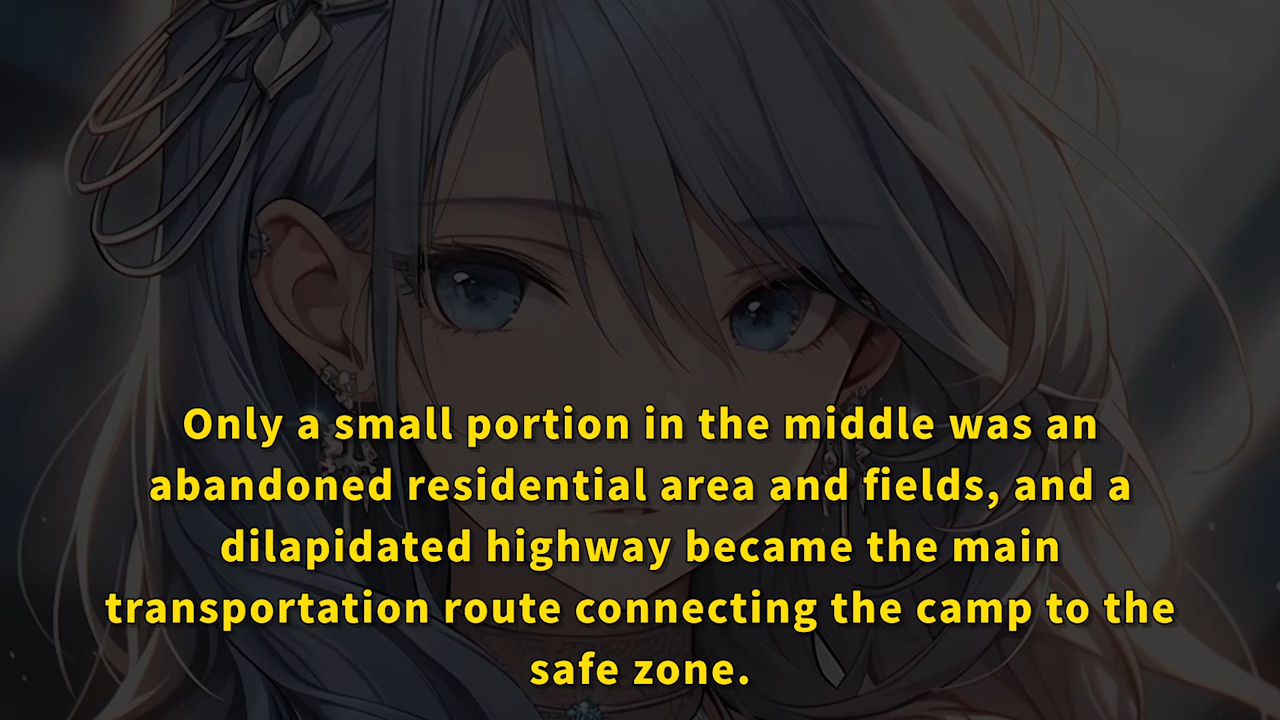 Only a small portion in the middle was an
abandoned residential area and fields, and a
dilapidated highway became the main
transportation route connecting the camp to the
safe zone.